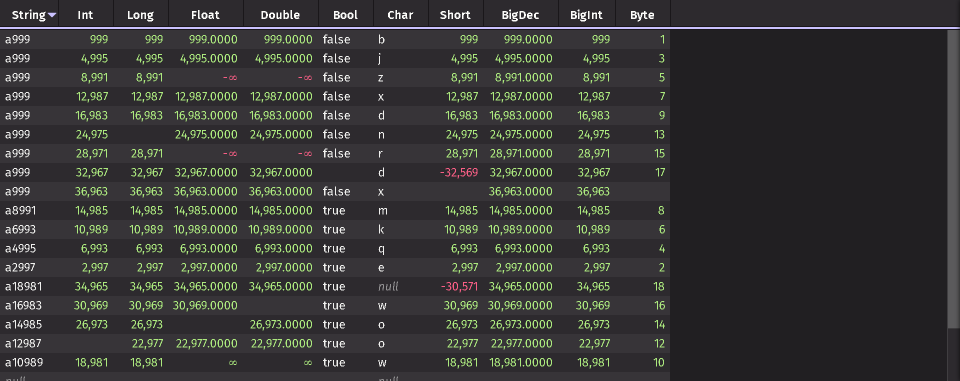 String Int Long Float Double Bool Char Short BigDec BigInt Byte
a999 999 999 999.0000 999.0000 false b 999 999.0000 999 1
a999 4,995 4,995 4,995.0000 4,995.0000 false j 4,995 4,995.0000 4,995 3
a999 8,991 8,991 -∞ -∞ false z 8,991 8,991.0000 8,991 5
a999 12,987 12,987 12,987.0000 12,987.0000 false x 12,987 12,987.0000 12,987 7
a999 16,983 16,983 16,983.0000 16,983.0000 false d 16,983 16,983.0000 16,983 9
a999 24,975 24,975.0000 24,975.0000 false n 24,975 24,975.0000 24,975 13
a999 28,971 28,971 -∞ -∞ false r 28,971 28,971.0000 28,971 15
a999 32,967 32,967 32,967.0000 32,967.0000 d -32,569 32,967.0000 32,967 17
a999 36,963 36,963 36,963.0000 36,963.0000 false x 36,963.0000 36,963
a8991 14,985 14,985 14,985.0000 14,985.0000 true m 14,985 14,985.0000 14,985 8
a6993 10,989 10,989 10,989.0000 10,989.0000 true k 10,989 10,989.0000 10,989 6
a4995 6,993 6,993 6,993.0000 6,993.0000 true q 6,993 6,993.0000 6,993 4
a2997 2,997 2,997 2,997.0000 2,997.0000 true e 2,997 2,997.0000 2,997 2
a18981 34,965 34,965 34,965.0000 34,965.0000 true null -30,571 34,965.0000 34,965 18
a16983 30,969 30,969 30,969.0000 true w 30,969 30,969.0000 30,969 16
a14985 26,973 26,973 26,973.0000 true o 26,973 26,973.0000 26,973 14
a12987 22,977 22,977.0000 22,977.0000 true o 22,977 22,977.0000 22,977 12
a10989 18,981 18,981 ∞ ∞ true w 18,981 18,981.0000 18,981 10
null null